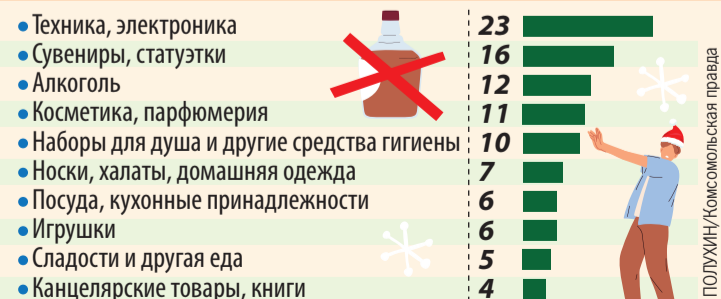 Техника, электроника 23
Сувениры, статуэтки 16
Алкоголь 12
Косметика, парфюмерия 11
Наборы для душа и другие средства гигиены 10
Носки, халаты, домашняя одежда 7
Посуда, кухонные принадлежности 6
Игрушки 6
Сладости и другая еда 5
Канцелярские товары, книги 4
ПОЛУХИН/Комсомольская правда